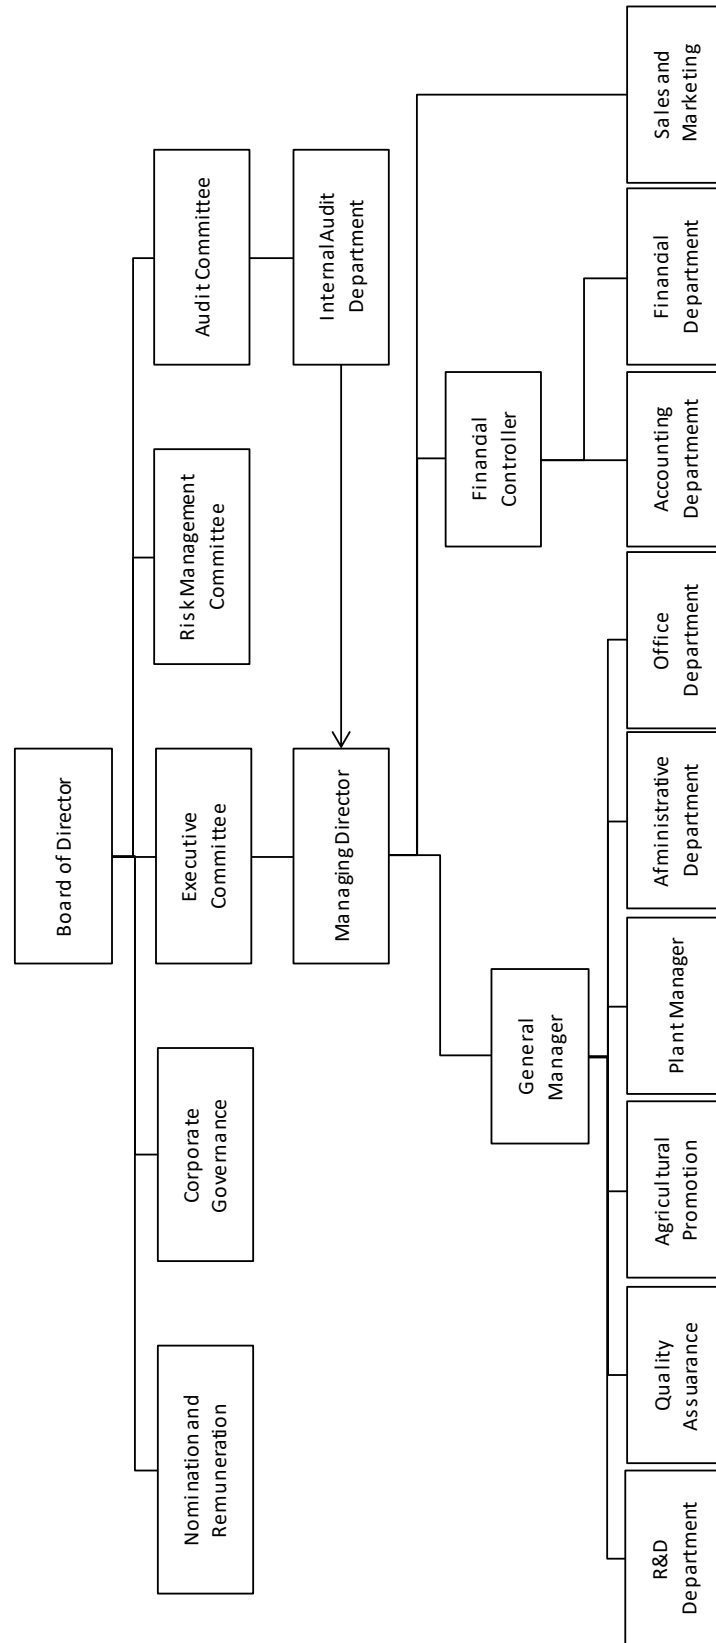 Board of Director
Nomination and
Remuneration
Corporate
Governance
Executive
Committee
Risk Management
Committee
Audit Committee
Managing Director
Internal Audit
Department
General
Manager
Financial
Controller
R&D
Department
Quality
Assuarance
Agricultural
Promotion
Plant Manager
Afministrative
Department
Office
Department
Accounting
Departmemt
Financial
Department
Sales and
Marketing